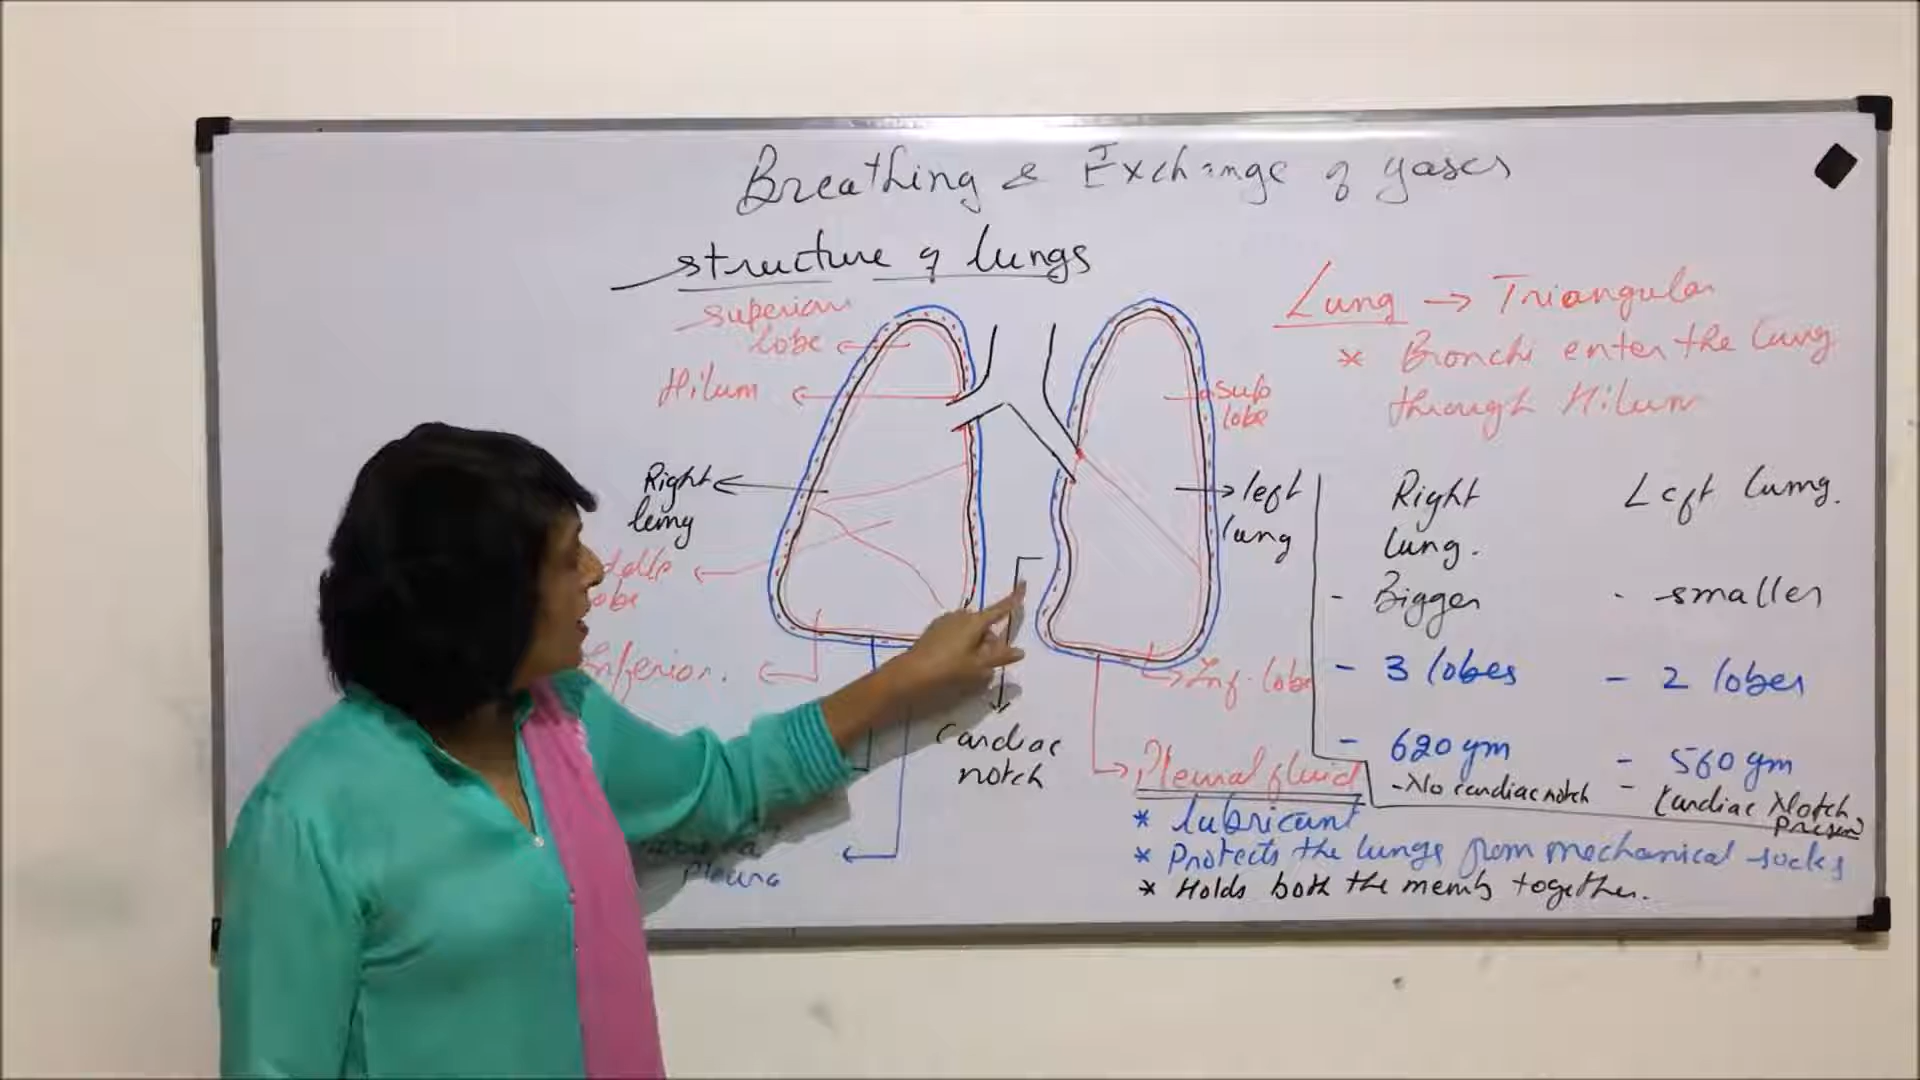 Breathing & Exchange of gases
structure of lungs
superior
lobe
Hilum
Right
lung
lobe
Inferior.
Pleura
cardiac
notch
sup
lobe
left
lung
Inf. lobe
Pleural fluid
* lubricant
* Protects the lungs from mechanical socks
* Holds both the memb together.
Lung → Triangular
* Bronchi enter the lung
through Hilum
Right
lung.
Left lung.
- Bigger
- smaller
- 3 lobes
- 2 lobes
- 620 gm
- 560 gm
- No cardiac notch
- Cardiac Notch
present